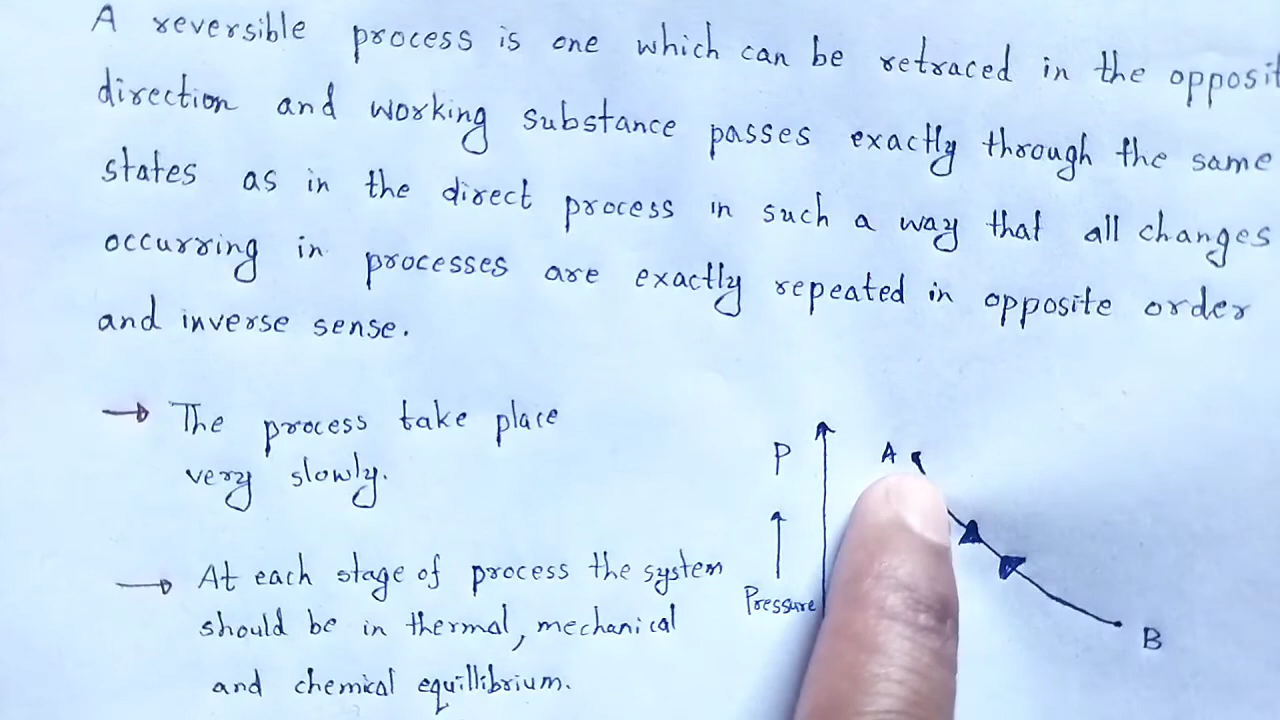 A reversible process is one which can be retraced in the opposit
direction and working substance passes exactly through the same
states as in the direct process in such a way that all changes
occurring in processes are exactly repeated in opposite order
and inverse sense.
→ The process take place
very slowly.
→ At each stage of process the system
should be in thermal, mechanical
and chemical equillibrium.
P
A
Pressure
B